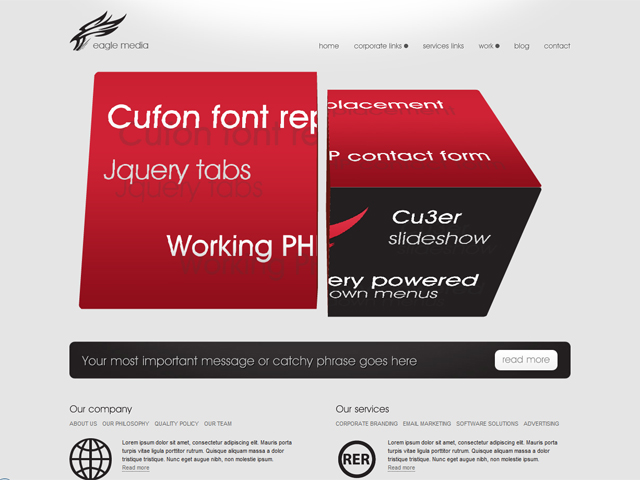 eagle media
home corporate links services links work blog contact
Cufon font rep
placement
Jquery tabs
P contact form
Working PH
Cu3er
slideshow
ery powered
own menus
Your most important message or catchy phrase goes here
read more
Our company
ABOUT US OUR PHILOSOPHY QUALITY POLICY OUR TEAM
Lorem ipsum dolor sit amet, consectetur adipiscing elit. Mauris porta
turpis vitae ligula porttitor rutrum. Quisque aliquam massa ut dolor
tristique tristique. Nunc eget augue nibh, non molestie ipsum.
Read more
Our services
CORPORATE BRANDING EMAIL MARKETING SOFTWARE SOLUTIONS ADVERTISING
RER
Lorem ipsum dolor sit amet, consectetur adipiscing elit. Mauris porta
turpis vitae ligula porttitor rutrum. Quisque aliquam massa ut dolor
tristique tristique. Nunc eget augue nibh, non molestie ipsum.
Read more